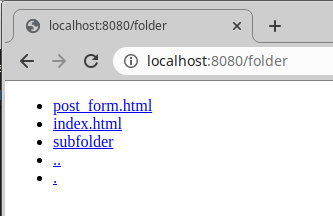 localhost:8080/folder
localhost:8080/folder
post_form.html
index.html
subfolder
..
.